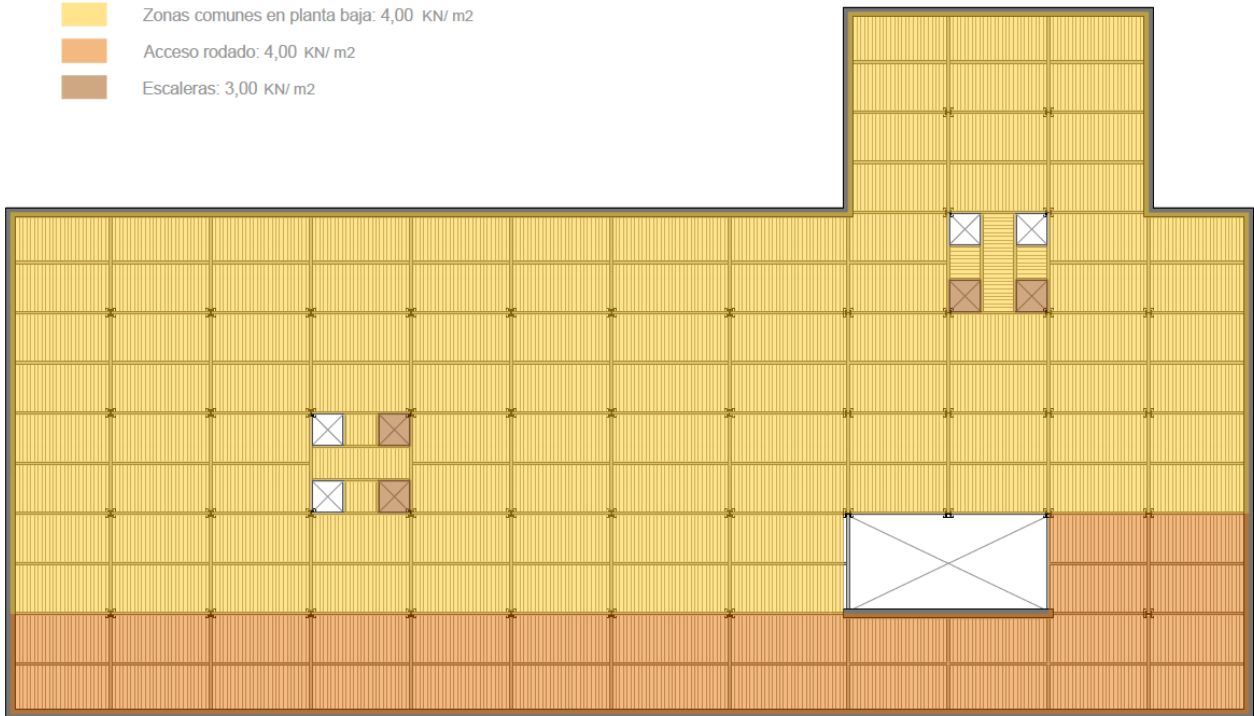 Zonas comunes en planta baja: 4,00 KN/ m2
Acceso rodado: 4,00 KN/ m2
Escaleras: 3,00 KN/ m2